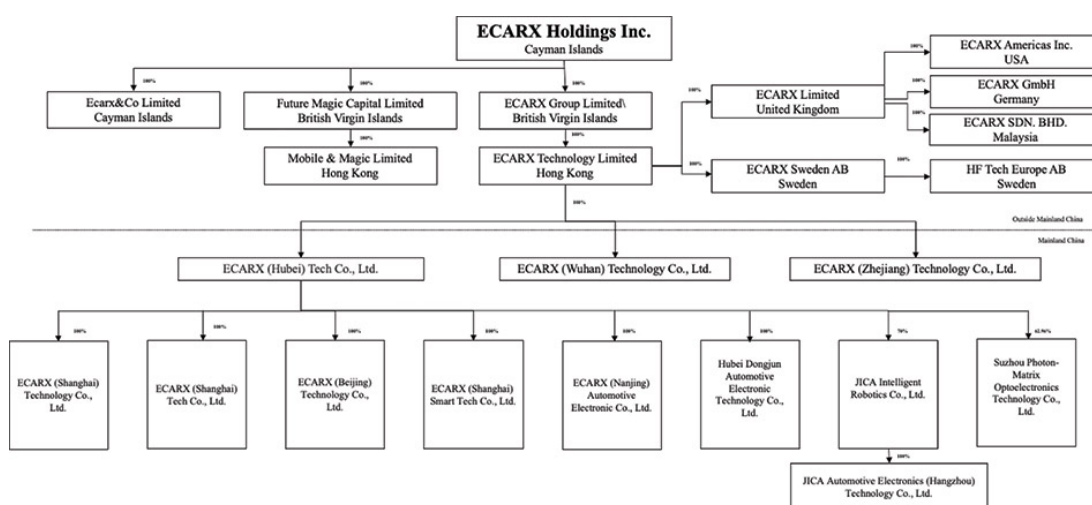 ECARX Holdings Inc.
Cayman Islands
100%
100%
100%
Ecarx&Co Limited
Cayman Islands
Future Magic Capital Limited
British Virgin Islands
ECARX Group Limited\
British Virgin Islands
100%
100%
Mobile & Magic Limited
Hong Kong
ECARX Technology Limited
Hong Kong
100%
ECARX Limited
United Kingdom
100%
ECARX Americas Inc.
USA
100%
ECARX GmbH
Germany
100%
ECARX SDN. BHD.
Malaysia
100%
ECARX Sweden AB
Sweden
100%
HF Tech Europe AB
Sweden
100%
Outside Mainland China
Mainland China
ECARX (Hubei) Tech Co., Ltd.
ECARX (Wuhan) Technology Co., Ltd.
ECARX (Zhejiang) Technology Co., Ltd.
100%
100%
100%
100%
100%
100%
70%
62.96%
ECARX (Shanghai)
Technology Co.,
Ltd.
ECARX (Shanghai)
Tech Co., Ltd.
ECARX (Beijing)
Technology Co.,
Ltd.
ECARX (Shanghai)
Smart Tech Co., Ltd.
ECARX (Nanjing)
Automotive
Electronic Co., Ltd.
Hubei Dongjun
Automotive
Electronic
Technology Co.,
Ltd.
JICA Intelligent
Robotics Co., Ltd.
Suzhou Photon-
Matrix
Optoelectronics
Technology Co.,
Ltd.
100%
JICA Automotive Electronics (Hangzhou)
Technology Co., Ltd.